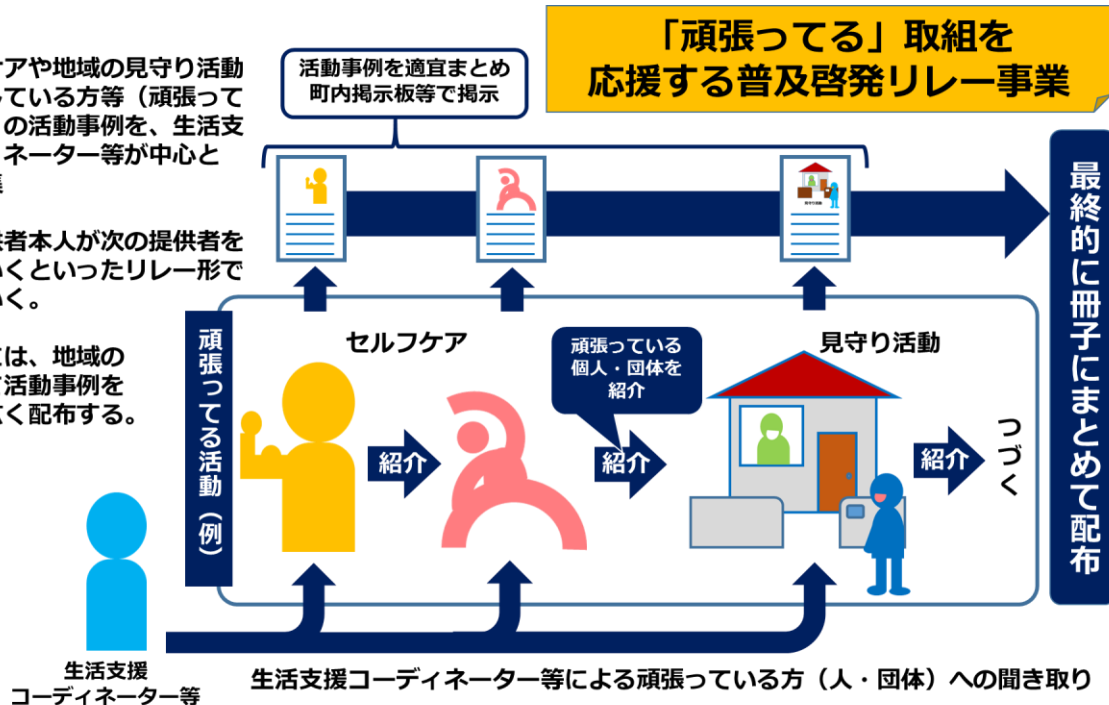 「頑張ってる」取組を
応援する普及啓発リレー事業
アや地域の見守り活動
ている方等（頑張って
の活動事例を、生活支
ネーター等が中心と
者本人が次の提供者を
いくといったリレー形で
いく。
は、地域の
活動事例を
く配布する。
活動事例を適宜まとめ
町内掲示板等で掲示
見守り活動
最終的に冊子にまとめて配布
頑張ってる活動（例）
セルフケア
頑張っている
個人・団体を
紹介
見守り活動
紹介
紹介
紹介
つづく
生活支援
コーディネーター等
生活支援コーディネーター等による頑張っている方（人・団体）への聞き取り